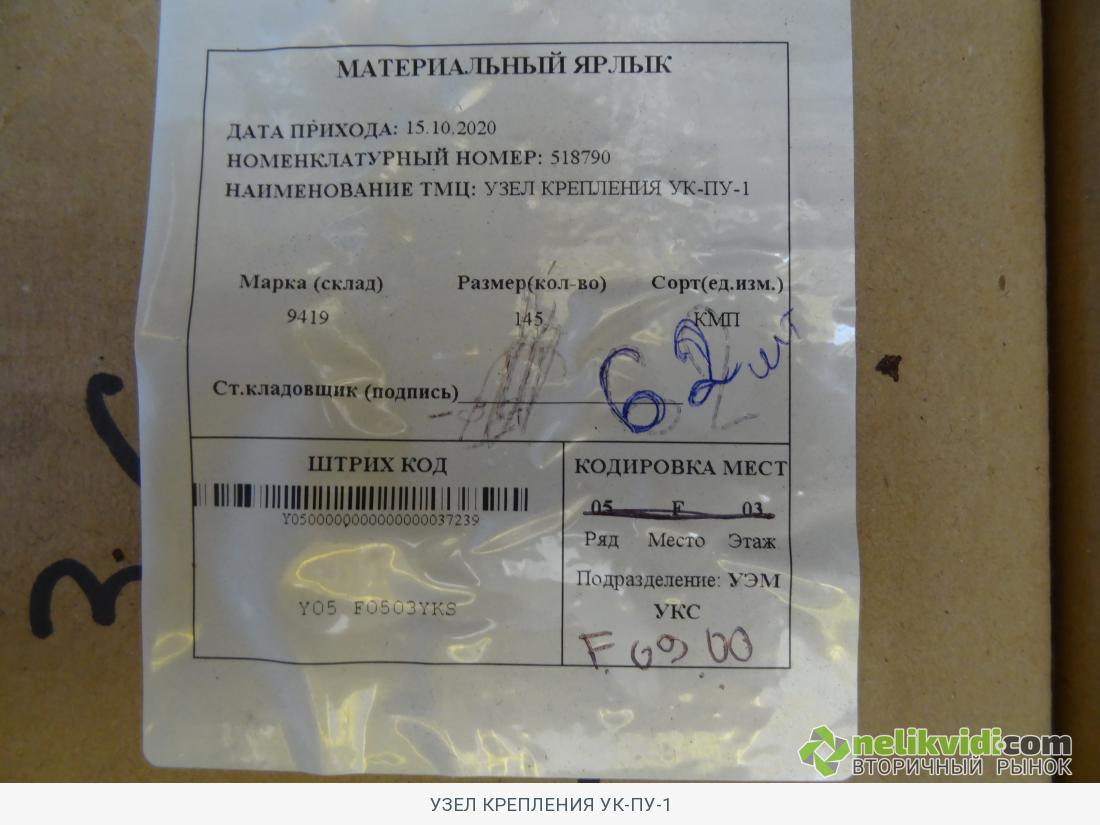 МАТЕРИАЛЬНЫЙ ЯРЛЫК
ДАТА ПРИХОДА: 15.10.2020
НОМЕНКЛАТУРНЫЙ НОМЕР: 518790
НАИМЕНОВАНИЕ ТМЦ: УЗЕЛ КРЕПЛЕНИЯ УК-ПУ-1
Марка (склад) Размер(кол-во) Сорт(ед.изм.)
9419 145 КМП
62 шт
Ст.кладовщик (подпись)
ШТРИХ КОД
Y0500000000000000037239
Y05 F0503YKS
КОДИРОВКА МЕСТ
05 F 03
Ряд Место Этаж
Подразделение: УЭМ
УКС
F 09 00
nelikvidi.com
ВТОРИЧНЫЙ РЫНОК
УЗЕЛ КРЕПЛЕНИЯ УК-ПУ-1